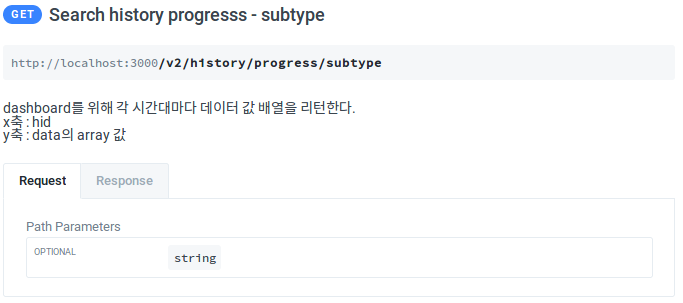 GET Search history progresss - subtype
http://localhost:3000/v2/history/progress/subtype
dashboard를 위해 각 시간대마다 데이터 값 배열을 리턴한다.
x축 : hid
y축 : data의 array 값
Request Response
Path Parameters
OPTIONAL string